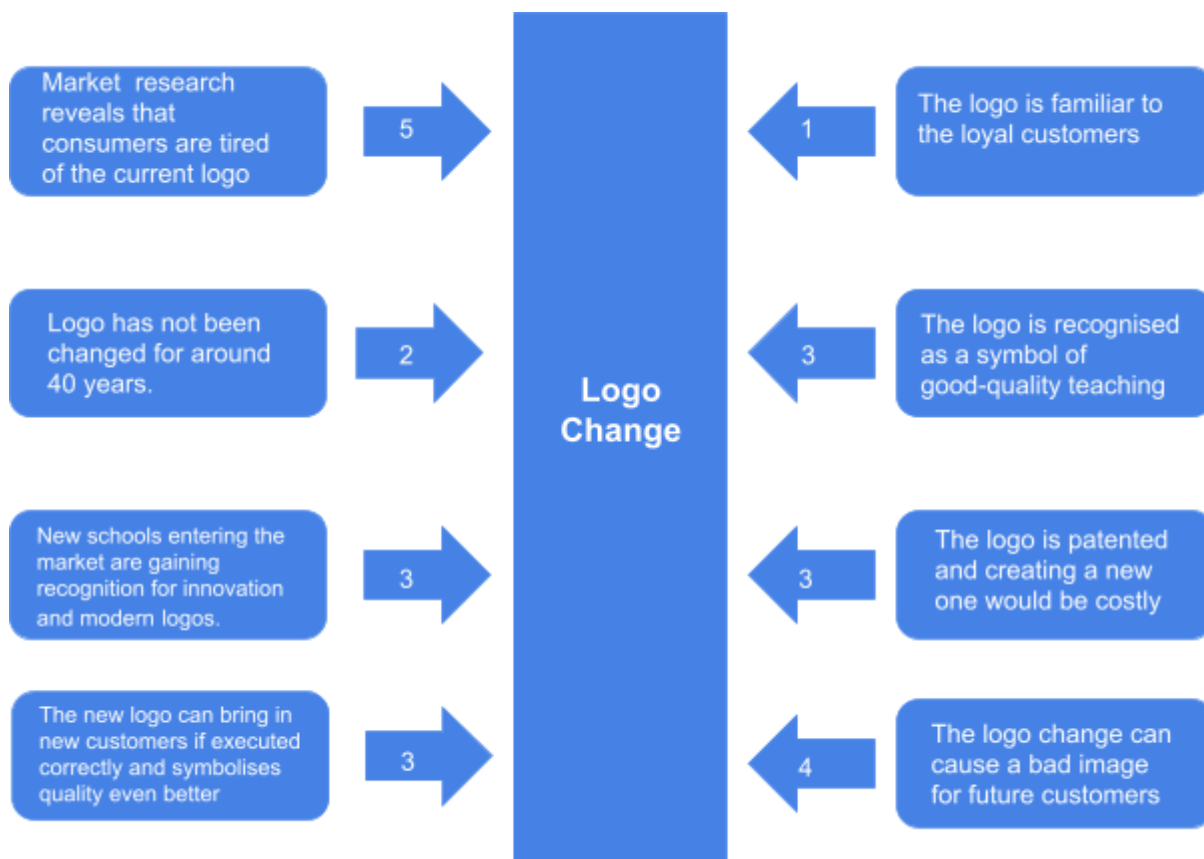 Market research
reveals that
consumers are tired
of the current logo
5
1
The logo is familiar to
the loyal customers
Logo has not been
changed for around
40 years.
2
Logo
Change
3
The logo is recognised
as a symbol of
good-quality teaching
New schools entering the
market are gaining
recognition for innovation
and modern logos.
3
3
The logo is patented
and creating a new
one would be costly
The new logo can bring in
new customers if executed
correctly and symbolises
quality even better
3
4
The logo change can
cause a bad image
for future customers